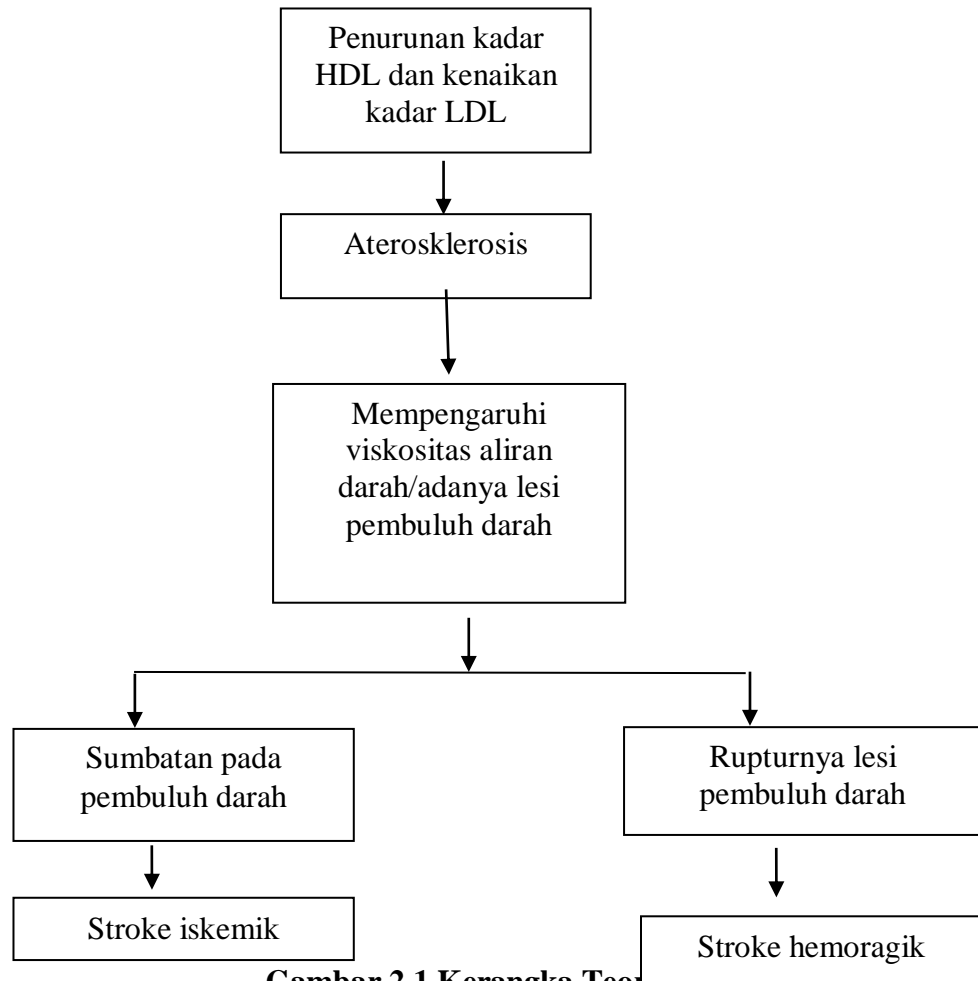 Penurunan kadar
HDL dan kenaikan
kadar LDL
Aterosklerosis
Mempengaruhi
viskositas aliran
darah/adanya lesi
pembuluh darah
Sumbatan pada
pembuluh darah
Rupturnya lesi
pembuluh darah
Stroke iskemik
Stroke hemoragik
Gambar 2.1 Kerangka